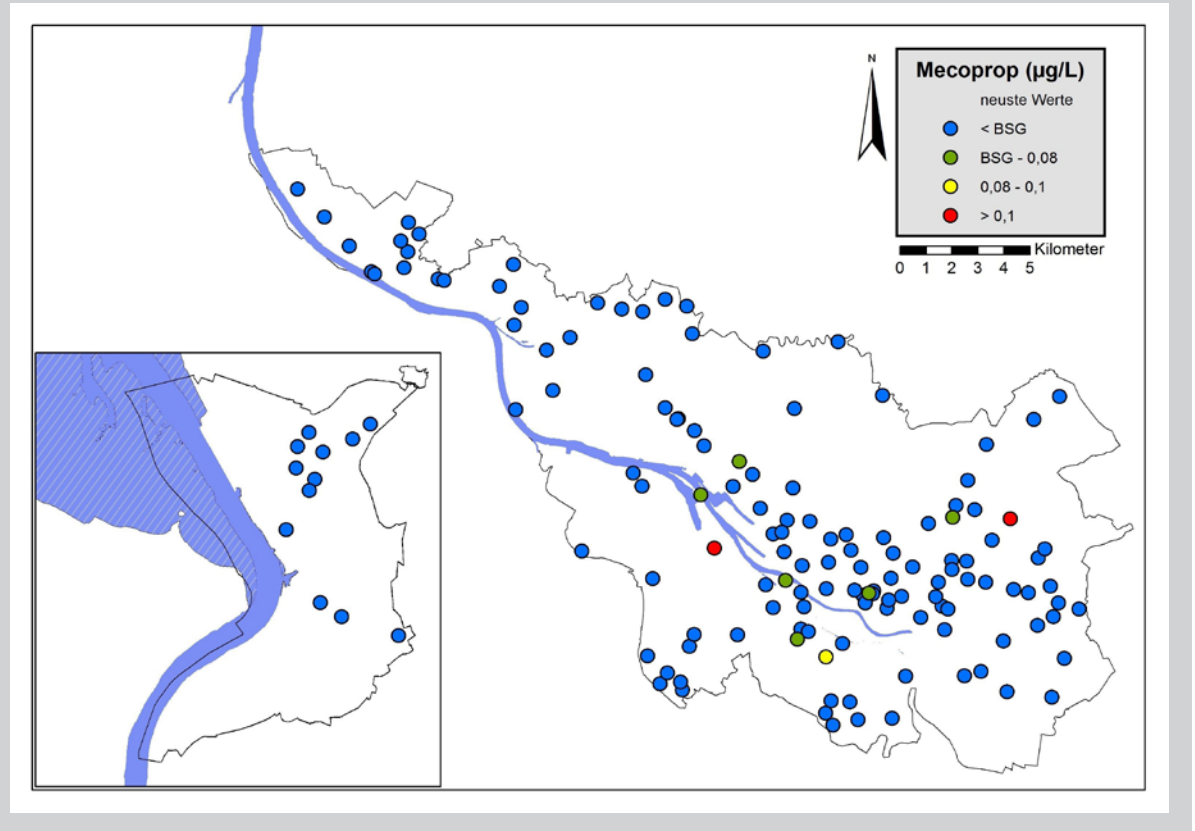 N
Mecoprop (µg/L)
neuste Werte
< BSG
BSG - 0,08
0,08 - 0,1
> 0,1
Kilometer
0 1 2 3 4 5